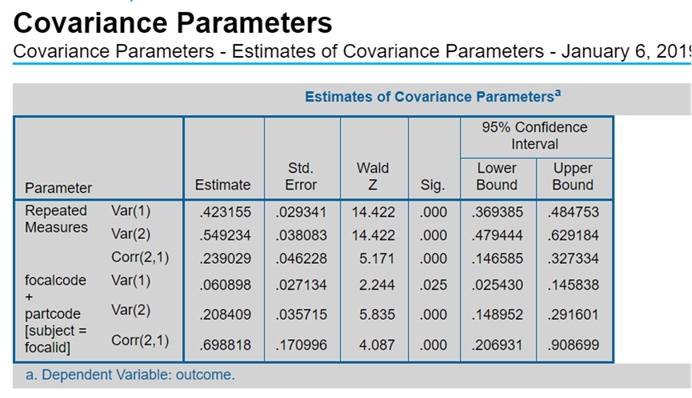 Covariance Parameters
Covariance Parameters - Estimates of Covariance Parameters - January 6, 2019
Estimates of Covariance Parametersa
95% Confidence
Interval
Parameter Estimate Std. Error Wald Z Sig. Lower Bound Upper Bound
Repeated Measures Var(1) .423155 .029341 14.422 .000 .369385 .484753
Var(2) .549234 .038083 14.422 .000 .479444 .629184
Corr(2,1) .239029 .046228 5.171 .000 .146585 .327334
focalcode + partcode [subject = focalid] Var(1) .060898 .027134 2.244 .025 .025430 .145838
Var(2) .208409 .035715 5.835 .000 .148952 .291601
Corr(2,1) .698818 .170996 4.087 .000 .206931 .908699
a. Dependent Variable: outcome.